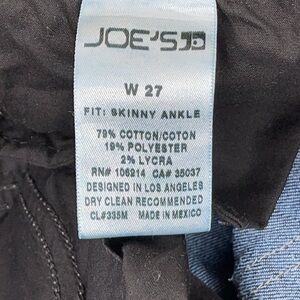 JOE'S
W 27
FIT: SKINNY ANKLE
79% COTTON/COTON
19% POLYESTER
2% LYCRA
RN# 106214 CA# 35037
DESIGNED IN LOS ANGELES
DRY CLEAN RECOMMENDED
CL#335M MADE IN MEXICO